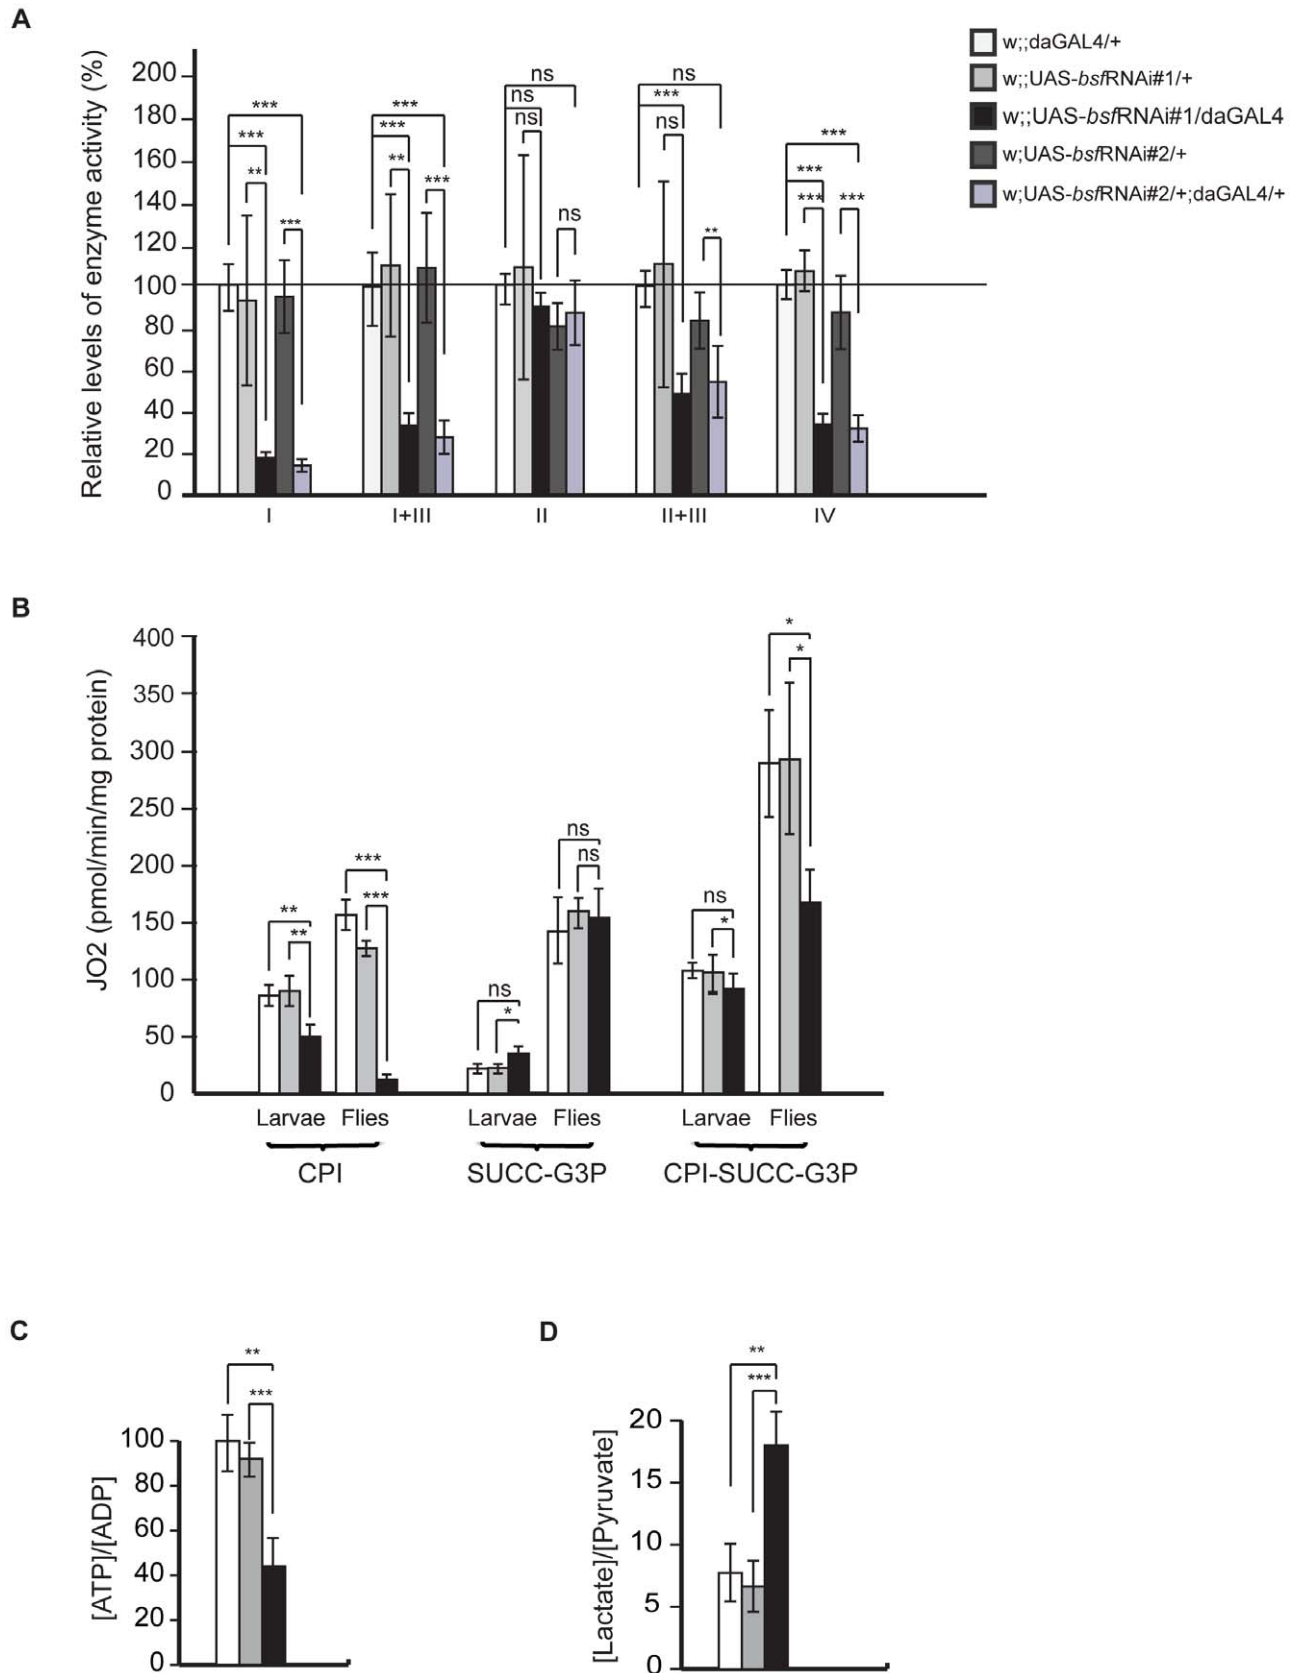 A
Relative levels of enzyme activity (%)
200
180
160
140
120
100
80
60
40
20
0
*** *** ** ***
*** *** ** ***
ns ns ns ns
ns *** ns **
*** *** *** ***
I I+III II II+III IV
w;;daGAL4/+
w;;UAS-bsfRNAi#1/+
w;;UAS-bsfRNAi#1/daGAL4
w;UAS-bsfRNAi#2/+
w;UAS-bsfRNAi#2/+;daGAL4/+
B
JO2 (pmol/min/mg protein)
400
350
300
250
200
150
100
50
0
** ** *** ***
ns * ns ns
ns * * *
Larvae Flies Larvae Flies Larvae Flies
CPI SUCC-G3P CPI-SUCC-G3P
C
[ATP]/[ADP]
100
80
60
40
20
0
**
***
D
[Lactate]/[Pyruvate]
20
15
10
5
0
**
***